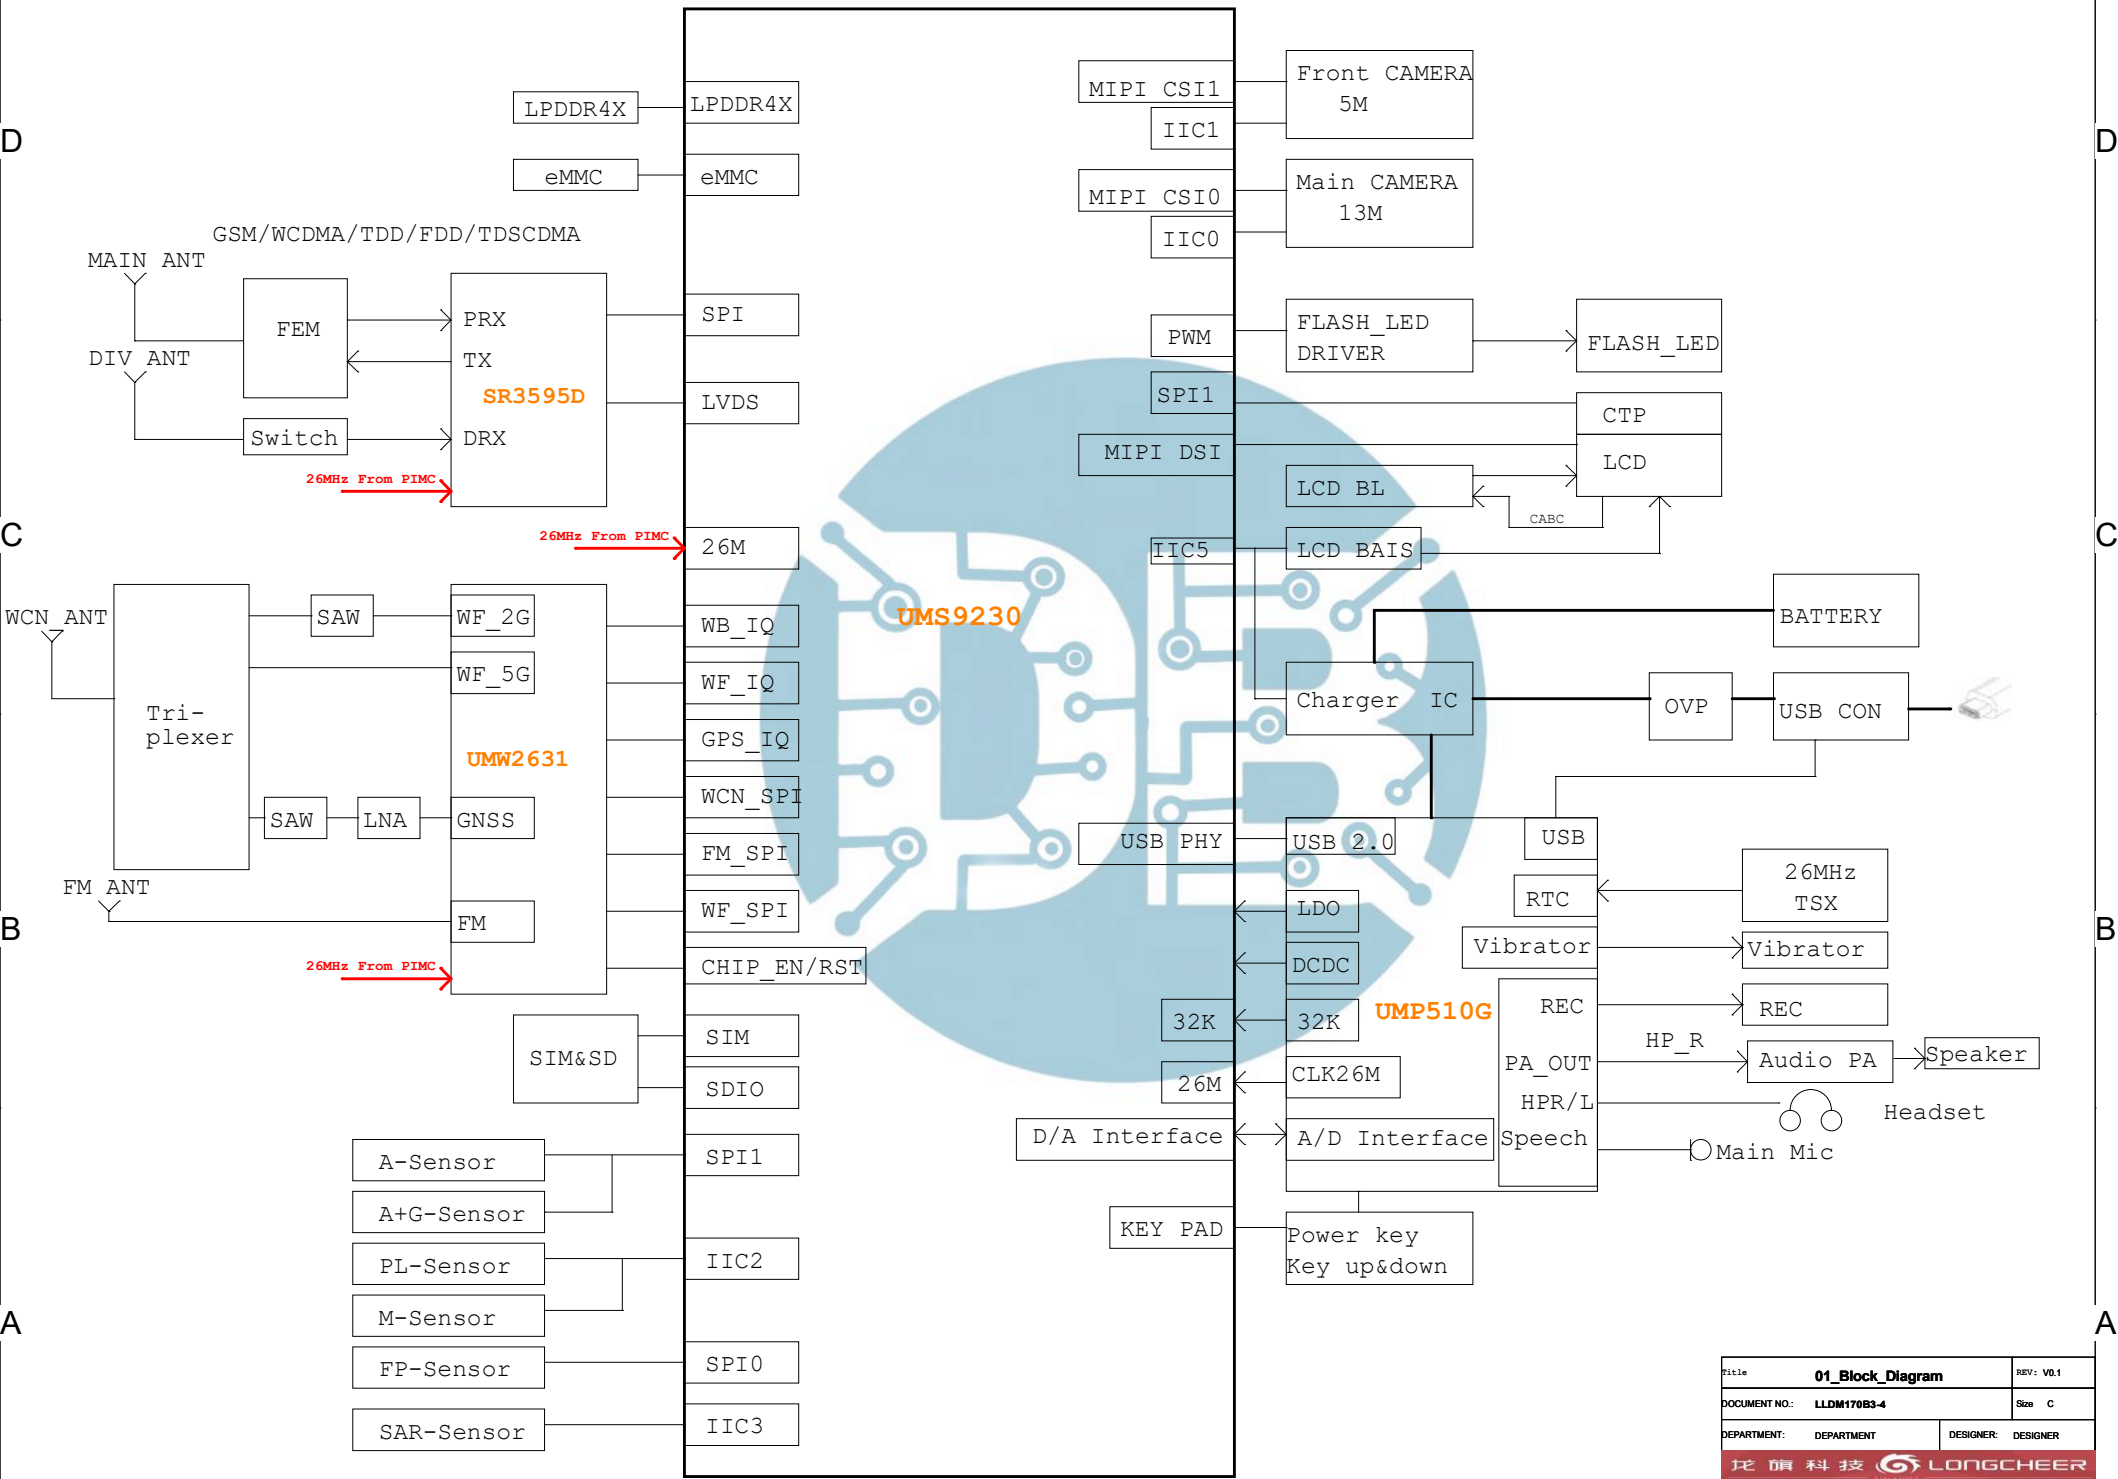 D
D
C
C
B
B
A
A
LPDDR4X
LPDDR4X
eMMC
eMMC
GSM/WCDMA/TDD/FDD/TDSCDMA
MAIN ANT
DIV ANT
FEM
Switch
PRX
TX
SR3595D
DRX
26MHz From PIMC
SPI
LVDS
26MHz From PIMC
26M
WCN_ANT
Tri-
plexer
SAW
WF_2G
WF_5G
UMW2631
SAW
LNA
GNSS
FM ANT
FM
26MHz From PIMC
WB_IQ
WF_IQ
GPS_IQ
WCN_SPI
FM_SPI
WF_SPI
CHIP_EN/RST
SIM&SD
SIM
SDIO
A-Sensor
SPI1
A+G-Sensor
PL-Sensor
IIC2
M-Sensor
FP-Sensor
SPI0
SAR-Sensor
IIC3
UMS9230
MIPI CSI1
IIC1
Front CAMERA
5M
MIPI CSI0
IIC0
Main CAMERA
13M
PWM
FLASH_LED
DRIVER
FLASH_LED
SPI1
CTP
MIPI DSI
LCD
LCD BL
CABC
IIC5
LCD BAIS
BATTERY
Charger IC
OVP
USB CON
USB PHY
USB 2.0
USB
LDO
RTC
26MHz
TSX
DCDC
Vibrator
Vibrator
32K
32K
UMP510G
REC
REC
26M
CLK26M
PA_OUT
HP_R
Audio PA
Speaker
HPR/L
Headset
D/A Interface
A/D Interface
Speech
Main Mic
KEY PAD
Power key
Key up&down
Title 01_Block_Diagram REV: V0.1
DOCUMENT NO.: LLDM170B3-4 Size C
DEPARTMENT: DEPARTMENT DESIGNER: DESIGNER
龙旗科技 LONGCHEER